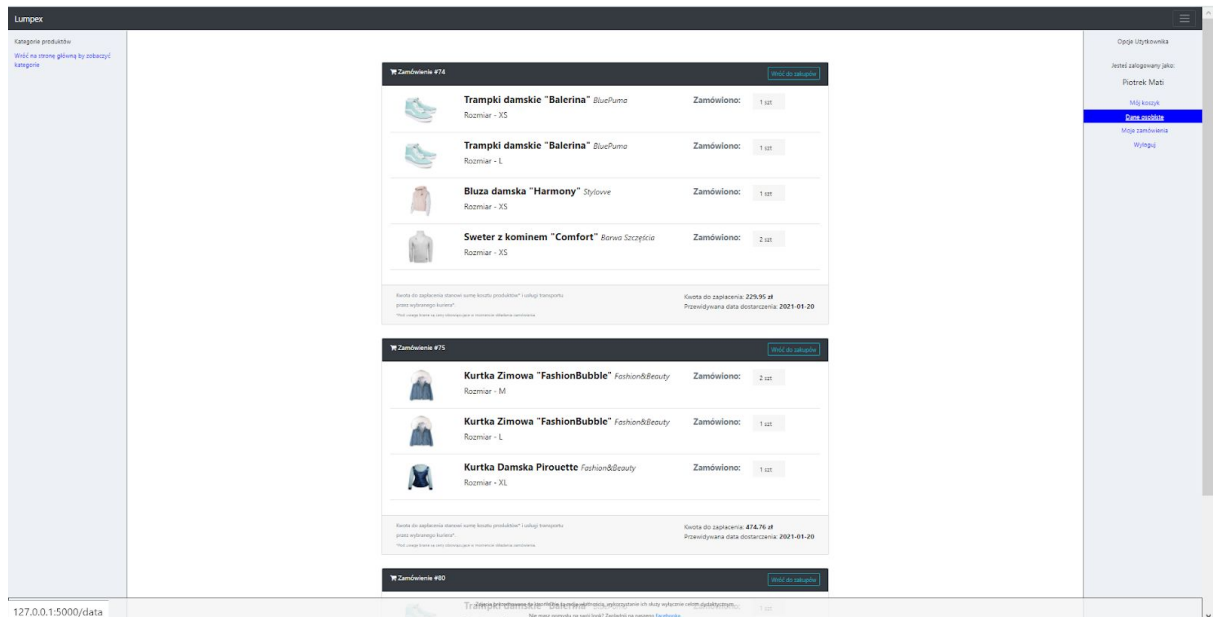 Lumpex
Kategorie produktów
Wróć na stronę główną by zobaczyć
kategorie
Zamówienie #74
Wróć do zakupów
Trampki damskie "Balerina" BluePuma
Rozmiar - XS
Zamówiono: 1 szt
Trampki damskie "Balerina" BluePuma
Rozmiar - L
Zamówiono: 1 szt
Bluza damska "Harmony" Stylovve
Rozmiar - XS
Zamówiono: 1 szt
Sweter z kominem "Comfort" Barwa Szczęścia
Rozmiar - XS
Zamówiono: 2 szt
Kwota do zapłacenia stanowi sumę kosztu produktów* i usługi transportu
przez wybranego kuriera*.
Kwota do zapłacenia: 229,95 zł
Przewidywana data dostarczenia: 2021-01-20
Zamówienie #75
Wróć do zakupów
Kurtka Zimowa "FashionBubble" Fashion&Beauty
Rozmiar - M
Zamówiono: 2 szt
Kurtka Zimowa "FashionBubble" Fashion&Beauty
Rozmiar - L
Zamówiono: 1 szt
Kurtka Damska Pirouette Fashion&Beauty
Rozmiar - XL
Zamówiono: 1 szt
Kwota do zapłacenia stanowi sumę kosztu produktów* i usługi transportu
przez wybranego kuriera*.
Kwota do zapłacenia: 474,76 zł
Przewidywana data dostarczenia: 2021-01-20
Zamówienie #80
Wróć do zakupów
Opcje Użytkownika
Jesteś zalogowany jako:
Piotrek Mati
Mój koszyk
Dane osobiste
Moje zamówienia
Wyloguj
127.0.0.1:5000/data